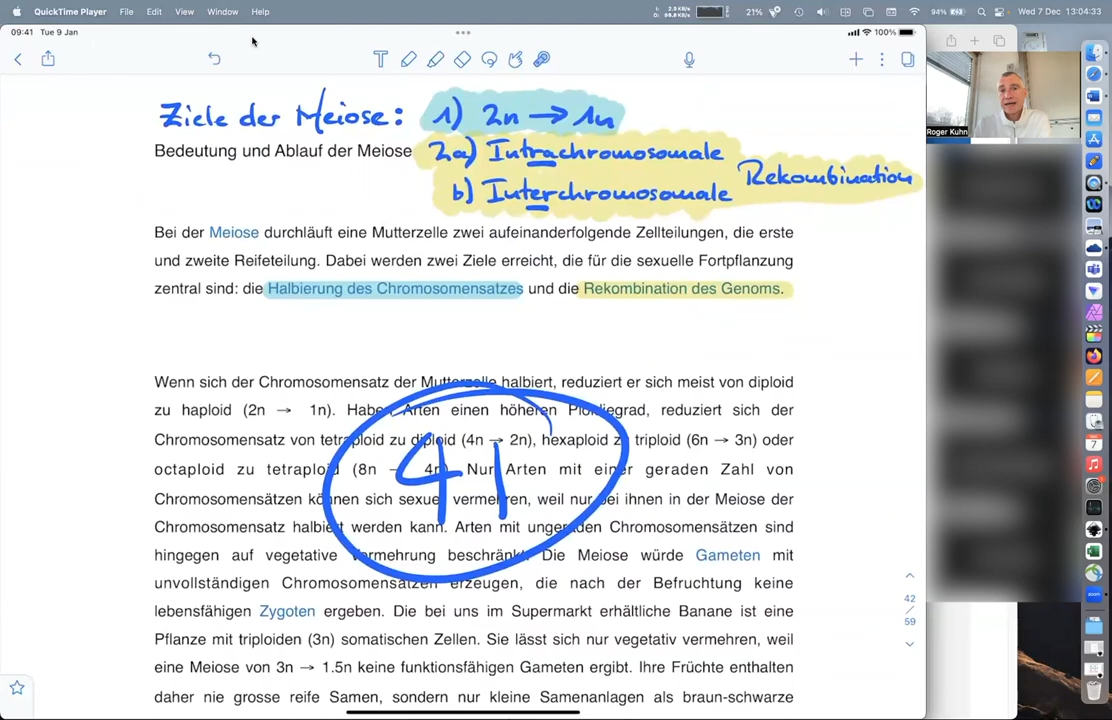 QuickTime Player File Edit View Window Help
2.0 KB/s
95.8 KB/s
21%
94%
Wed 7 Dec 13:04:33
09:41 Tue 9 Jan
100%
Ziele der Meiose: 1) 2n → 1n
Bedeutung und Ablauf der Meiose 2a) Intrachromosomale
Rekombination
b) Interchromosomale
Roger Kuhn
Bei der Meiose durchläuft eine Mutterzelle zwei aufeinanderfolgende Zellteilungen, die erste
und zweite Reifeteilung. Dabei werden zwei Ziele erreicht, die für die sexuelle Fortpflanzung
zentral sind: die Halbierung des Chromosomensatzes und die Rekombination des Genoms.
Wenn sich der Chromosomensatz der Mutterzelle halbiert, reduziert er sich meist von diploid
zu haploid (2n → 1n). Haben Arten einen höheren Ploidiegrad, reduziert sich der
Chromosomensatz von tetraploid zu diploid (4n → 2n), hexaploid zu triploid (6n → 3n) oder
octaploid zu tetraploid (8n → 4n). Nur Arten mit einer geraden Zahl von
Chromosomensätzen können sich sexuell vermehren, weil nur bei ihnen in der Meiose der
Chromosomensatz halbiert werden kann. Arten mit ungeraden Chromosomensätzen sind
hingegen auf vegetative Vermehrung beschränkt. Die Meiose würde Gameten mit
unvollständigen Chromosomensätzen erzeugen, die nach der Befruchtung keine
lebensfähigen Zygoten ergeben. Die bei uns im Supermarkt erhältliche Banane ist eine
Pflanze mit triploiden (3n) somatischen Zellen. Sie lässt sich nur vegetativ vermehren, weil
eine Meiose von 3n → 1.5n keine funktionsfähigen Gameten ergibt. Ihre Früchte enthalten
daher nie grosse reife Samen, sondern nur kleine Samenanlagen als braun-schwarze
41
42
/
59
7
zoom